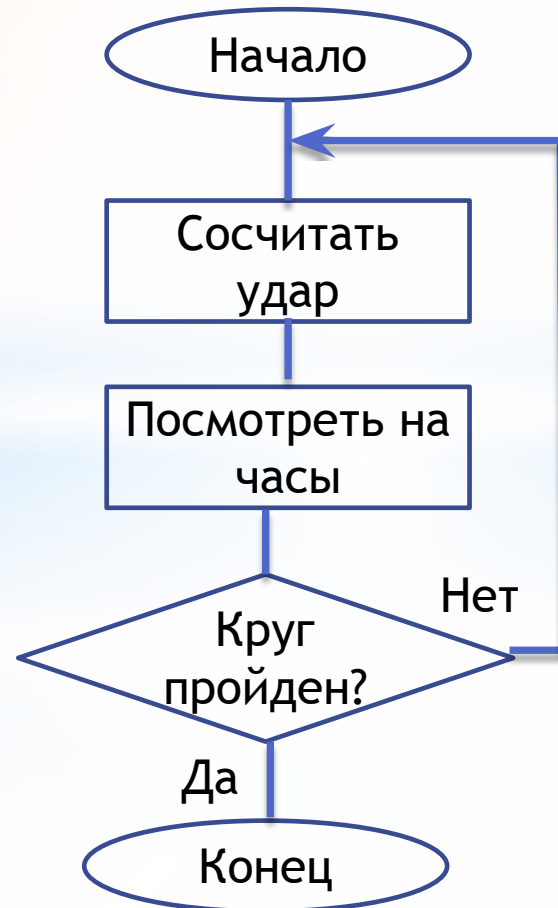 Начало
Сосчитать
удар
Посмотреть на
часы
Нет
Круг
пройден?
Да
Конец